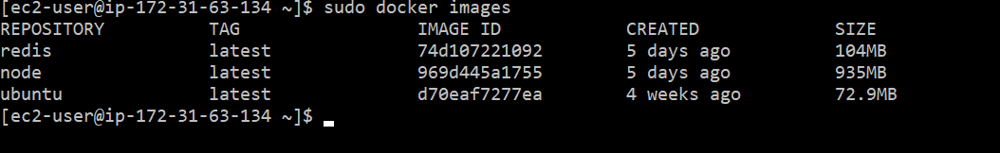 [ec2-user@ip-172-31-63-134 ~]$ sudo docker images
REPOSITORY TAG IMAGE ID CREATED SIZE
redis latest 74d107221092 5 days ago 104MB
node latest 969d445a1755 5 days ago 935MB
ubuntu latest d70eaf7277ea 4 weeks ago 72.9MB
[ec2-user@ip-172-31-63-134 ~]$